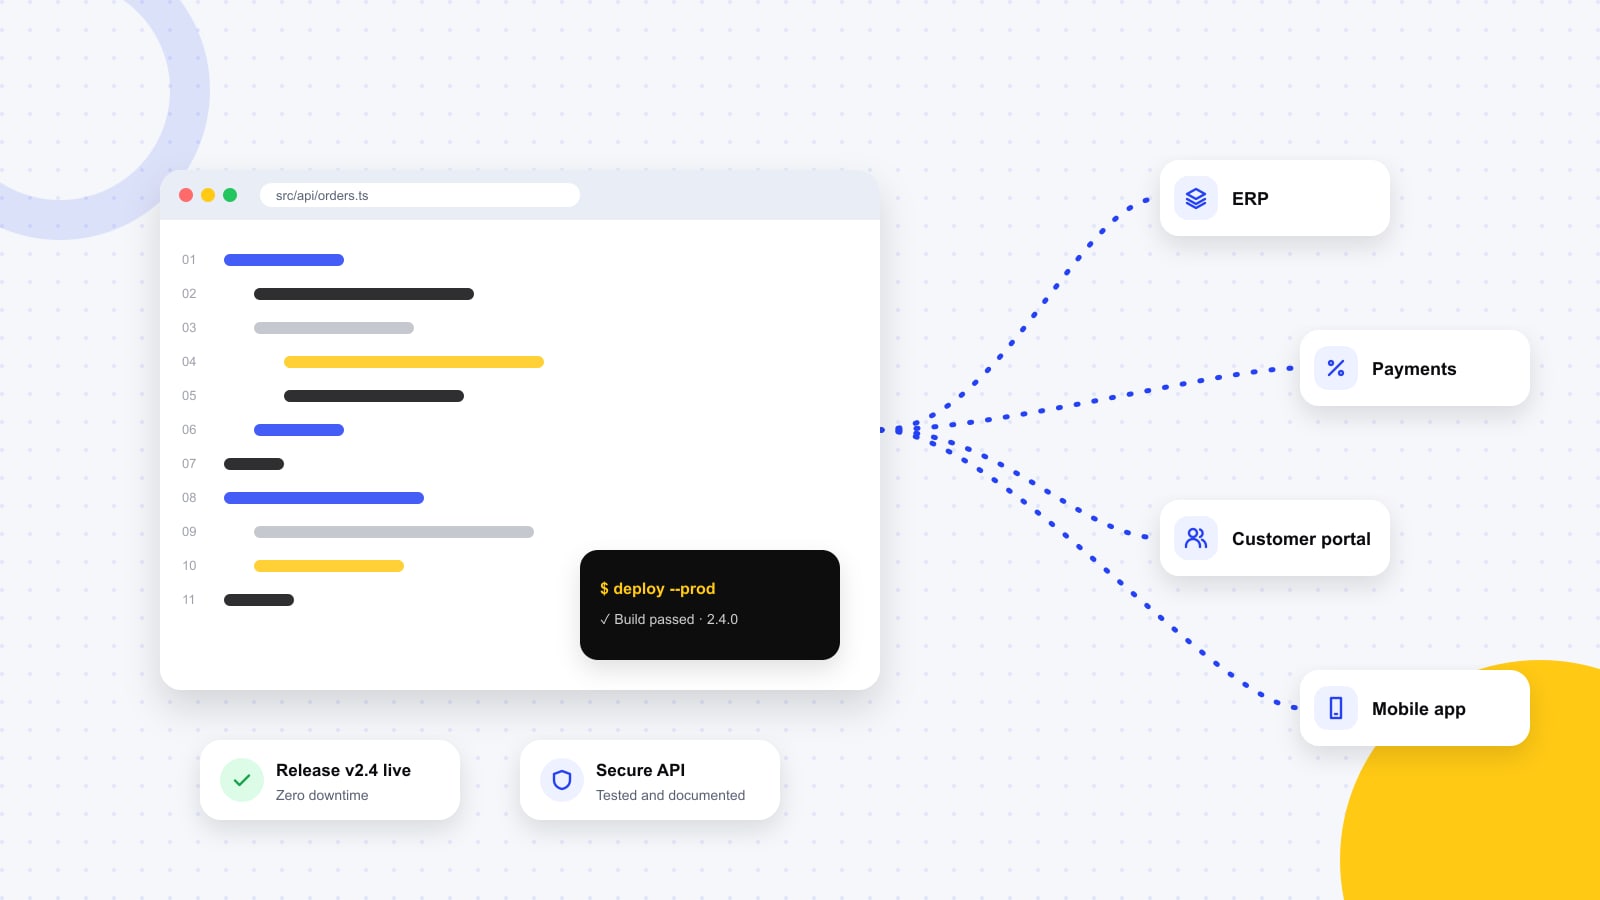 src/api/orders.ts
01
02
03
04
05
06
07
08
09
10
11
$ deploy --prod
✓ Build passed · 2.4.0
ERP
Payments
Customer portal
Mobile app
Release v2.4 live
Zero downtime
Secure API
Tested and documented